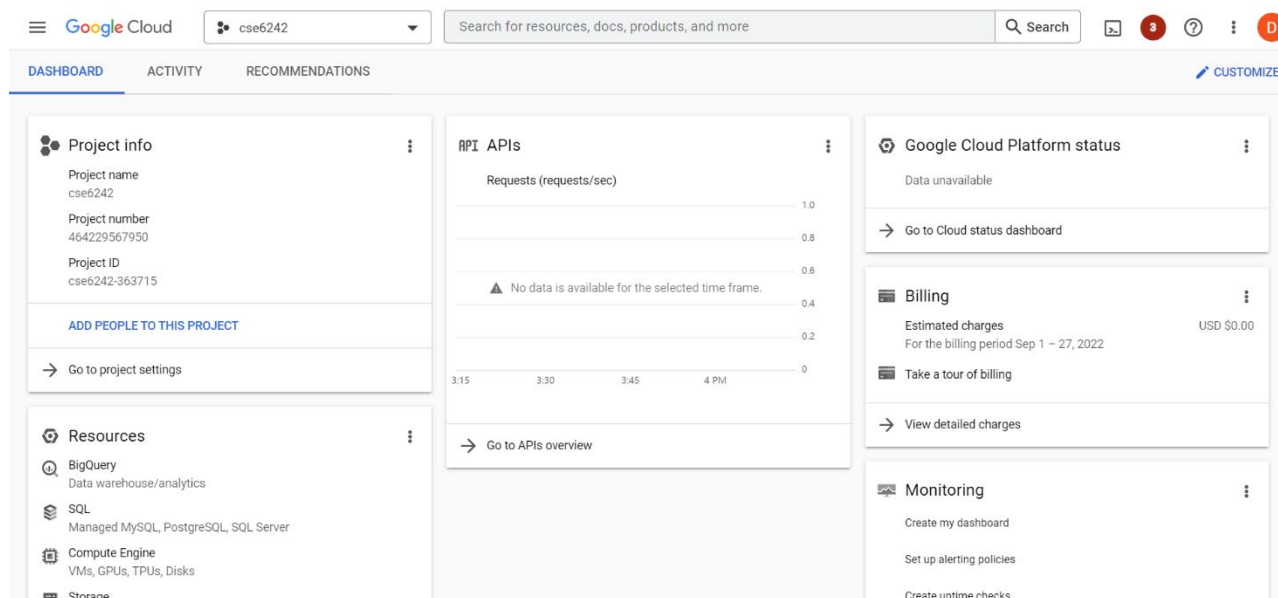 Google Cloud
cse6242
Search for resources, docs, products, and more
Search
3
D
DASHBOARD
ACTIVITY
RECOMMENDATIONS
CUSTOMIZE
Project info
Project name
cse6242
Project number
464229567950
Project ID
cse6242-363715
ADD PEOPLE TO THIS PROJECT
Go to project settings
Resources
BigQuery
Data warehouse/analytics
SQL
Managed MySQL, PostgreSQL, SQL Server
Compute Engine
VMs, GPUs, TPUs, Disks
Storage
API APIs
Requests (requests/sec)
1.0
0.8
0.6
No data is available for the selected time frame.
0.4
0.2
0
3:15 3:30 3:45 4 PM
Go to APIs overview
Google Cloud Platform status
Data unavailable
Go to Cloud status dashboard
Billing
Estimated charges USD $0.00
For the billing period Sep 1 – 27, 2022
Take a tour of billing
View detailed charges
Monitoring
Create my dashboard
Set up alerting policies
Create uptime checks